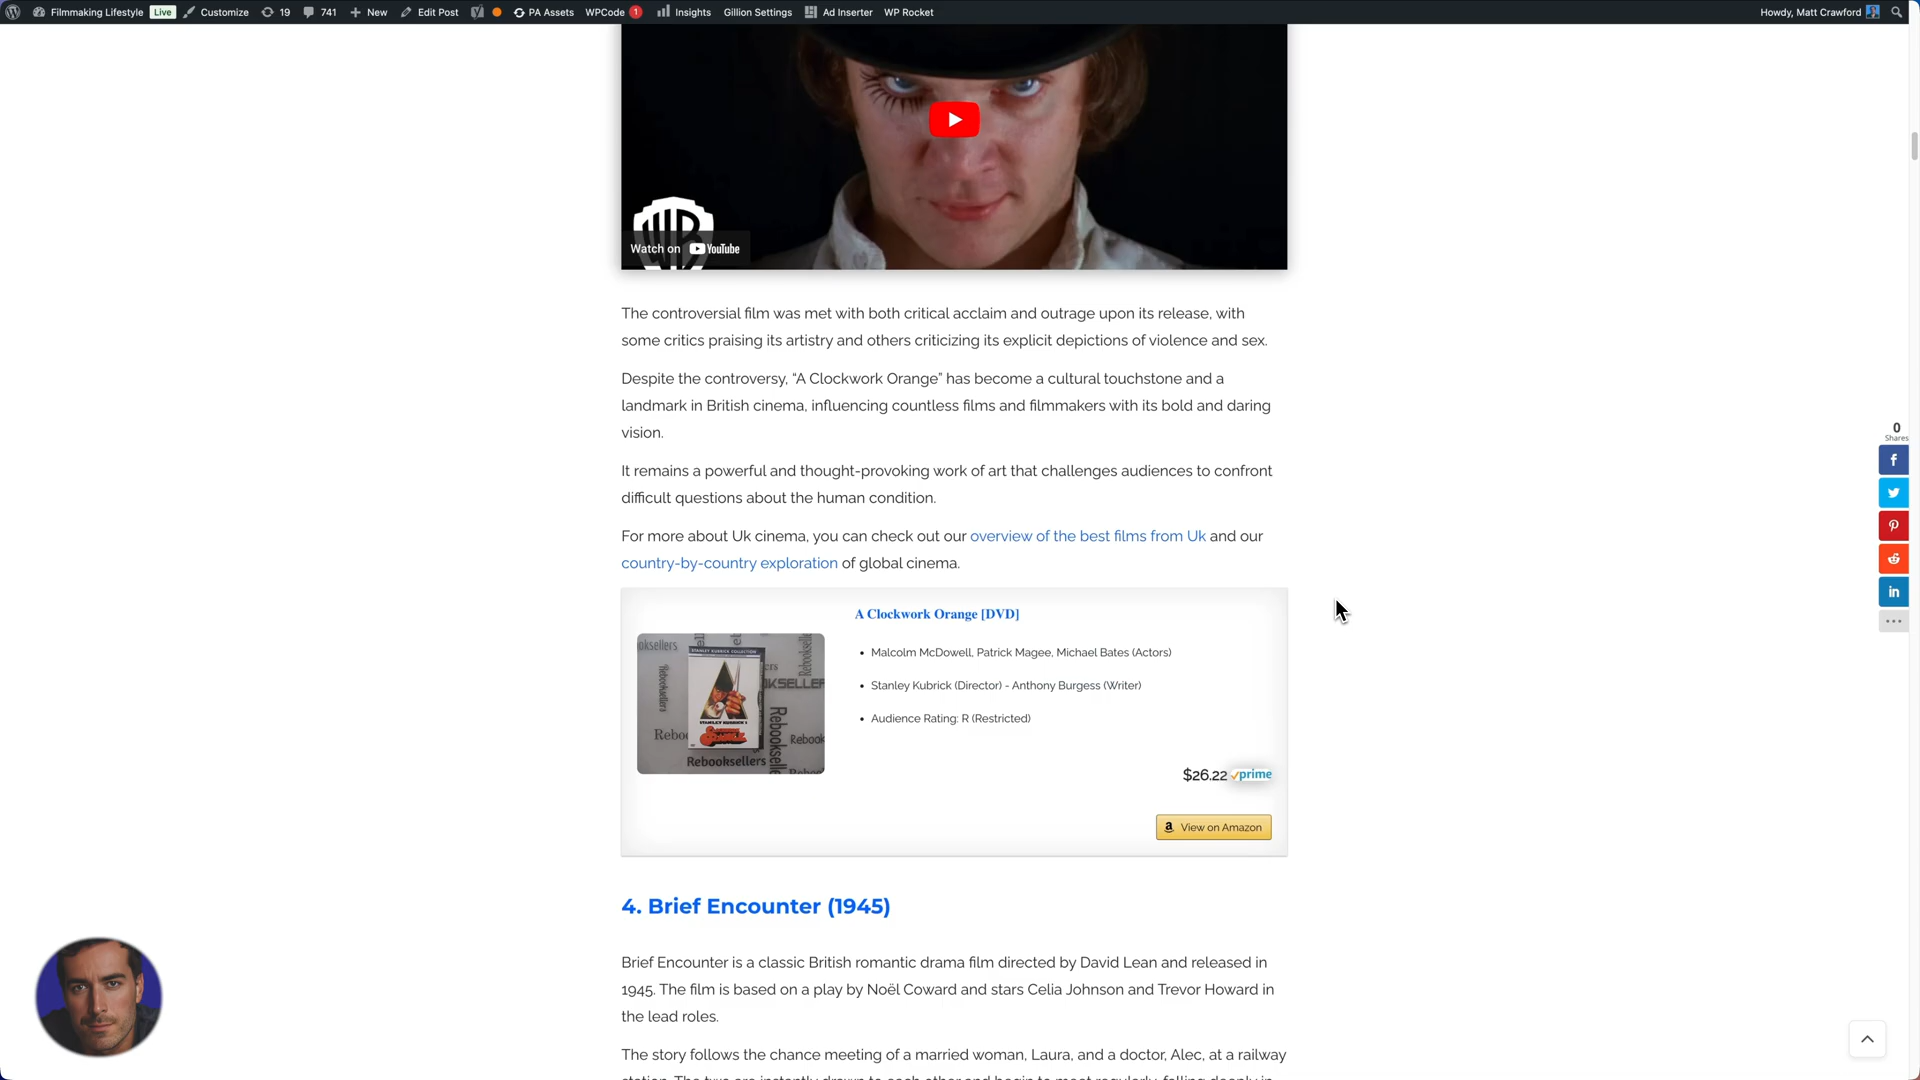 Filmmaking Lifestyle Live Customize 19 741 New Edit Post PA Assets WPCode 1 Insights Gillion Settings Ad Inserter WP Rocket Howdy, Matt Crawford
Watch on YouTube
The controversial film was met with both critical acclaim and outrage upon its release, with
some critics praising its artistry and others criticizing its explicit depictions of violence and sex.
Despite the controversy, “A Clockwork Orange” has become a cultural touchstone and a
landmark in British cinema, influencing countless films and filmmakers with its bold and daring
vision.
It remains a powerful and thought-provoking work of art that challenges audiences to confront
difficult questions about the human condition.
For more about Uk cinema, you can check out our overview of the best films from Uk and our
country-by-country exploration of global cinema.
0
Shares
A Clockwork Orange [DVD]
Malcolm McDowell, Patrick Magee, Michael Bates (Actors)
Stanley Kubrick (Director) - Anthony Burgess (Writer)
Audience Rating: R (Restricted)
STANLEY KUBRICK COLLECTION
Rebooksellers
$26.22 prime
View on Amazon
4. Brief Encounter (1945)
Brief Encounter is a classic British romantic drama film directed by David Lean and released in
1945. The film is based on a play by Noël Coward and stars Celia Johnson and Trevor Howard in
the lead roles.
The story follows the chance meeting of a married woman, Laura, and a doctor, Alec, at a railway